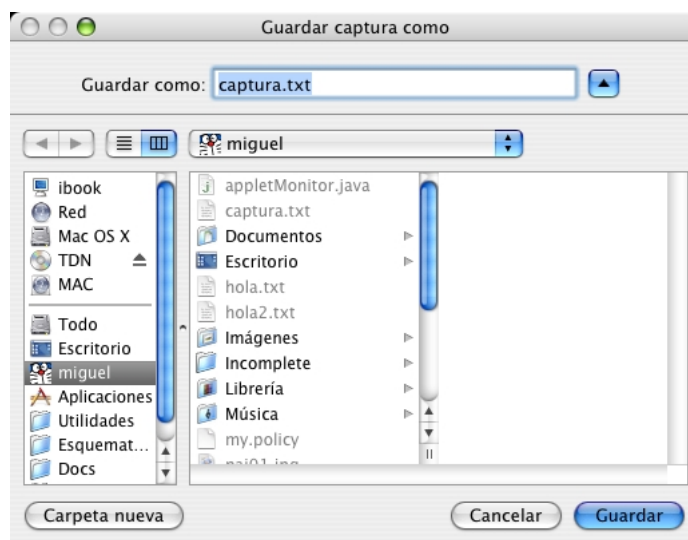 Guardar captura como
Guardar como: captura.txt
miguel
ibook
Red
Mac OS X
TDN
MAC
Todo
Escritorio
miguel
Aplicaciones
Utilidades
Esquemat...
Docs
appletMonitor.java
captura.txt
Documentos
Escritorio
hola.txt
hola2.txt
Imágenes
Incomplete
Librería
Música
my.policy
Carpeta nueva
Cancelar
Guardar